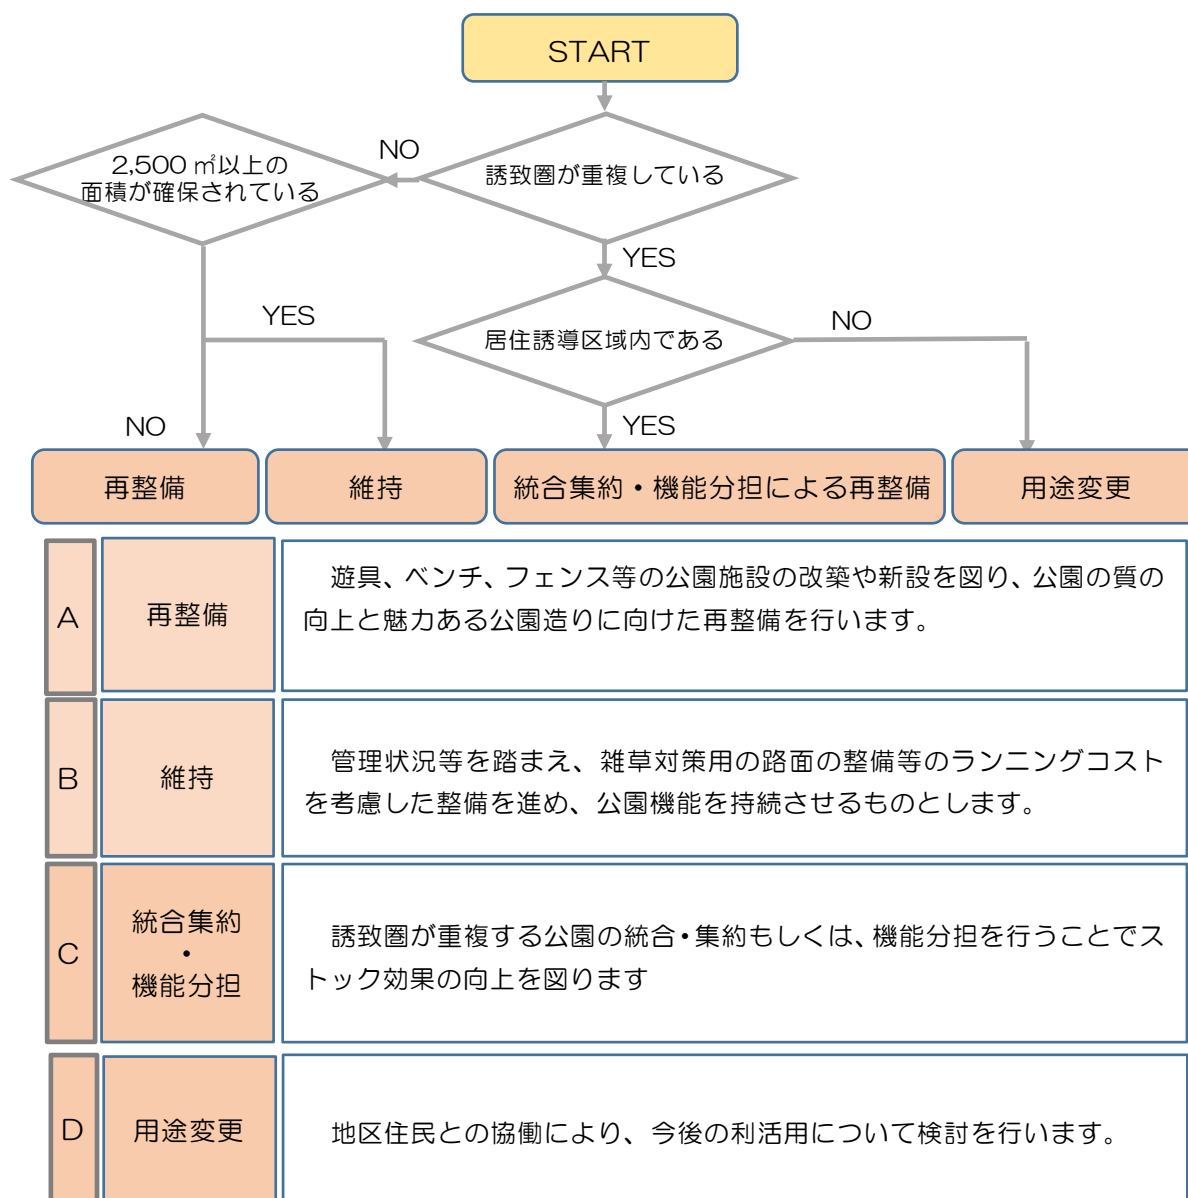 START
2,500 ㎡以上の
面積が確保されている
NO
誘致圏が重複している
YES
YES
居住誘導区域内である
NO
NO
YES
再整備
維持
統合集約・機能分担による再整備
用途変更
A
再整備
遊具、ベンチ、フェンス等の公園施設の改築や新設を図り、公園の質の
向上と魅力ある公園造りに向けた再整備を行います。
B
維持
管理状況等を踏まえ、雑草対策用の路面の整備等のランニングコスト
を考慮した整備を進め、公園機能を持続させるものとします。
C
統合集約
・
機能分担
誘致圏が重複する公園の統合・集約もしくは、機能分担を行うことでス
トック効果の向上を図ります
D
用途変更
地区住民との協働により、今後の利活用について検討を行います。